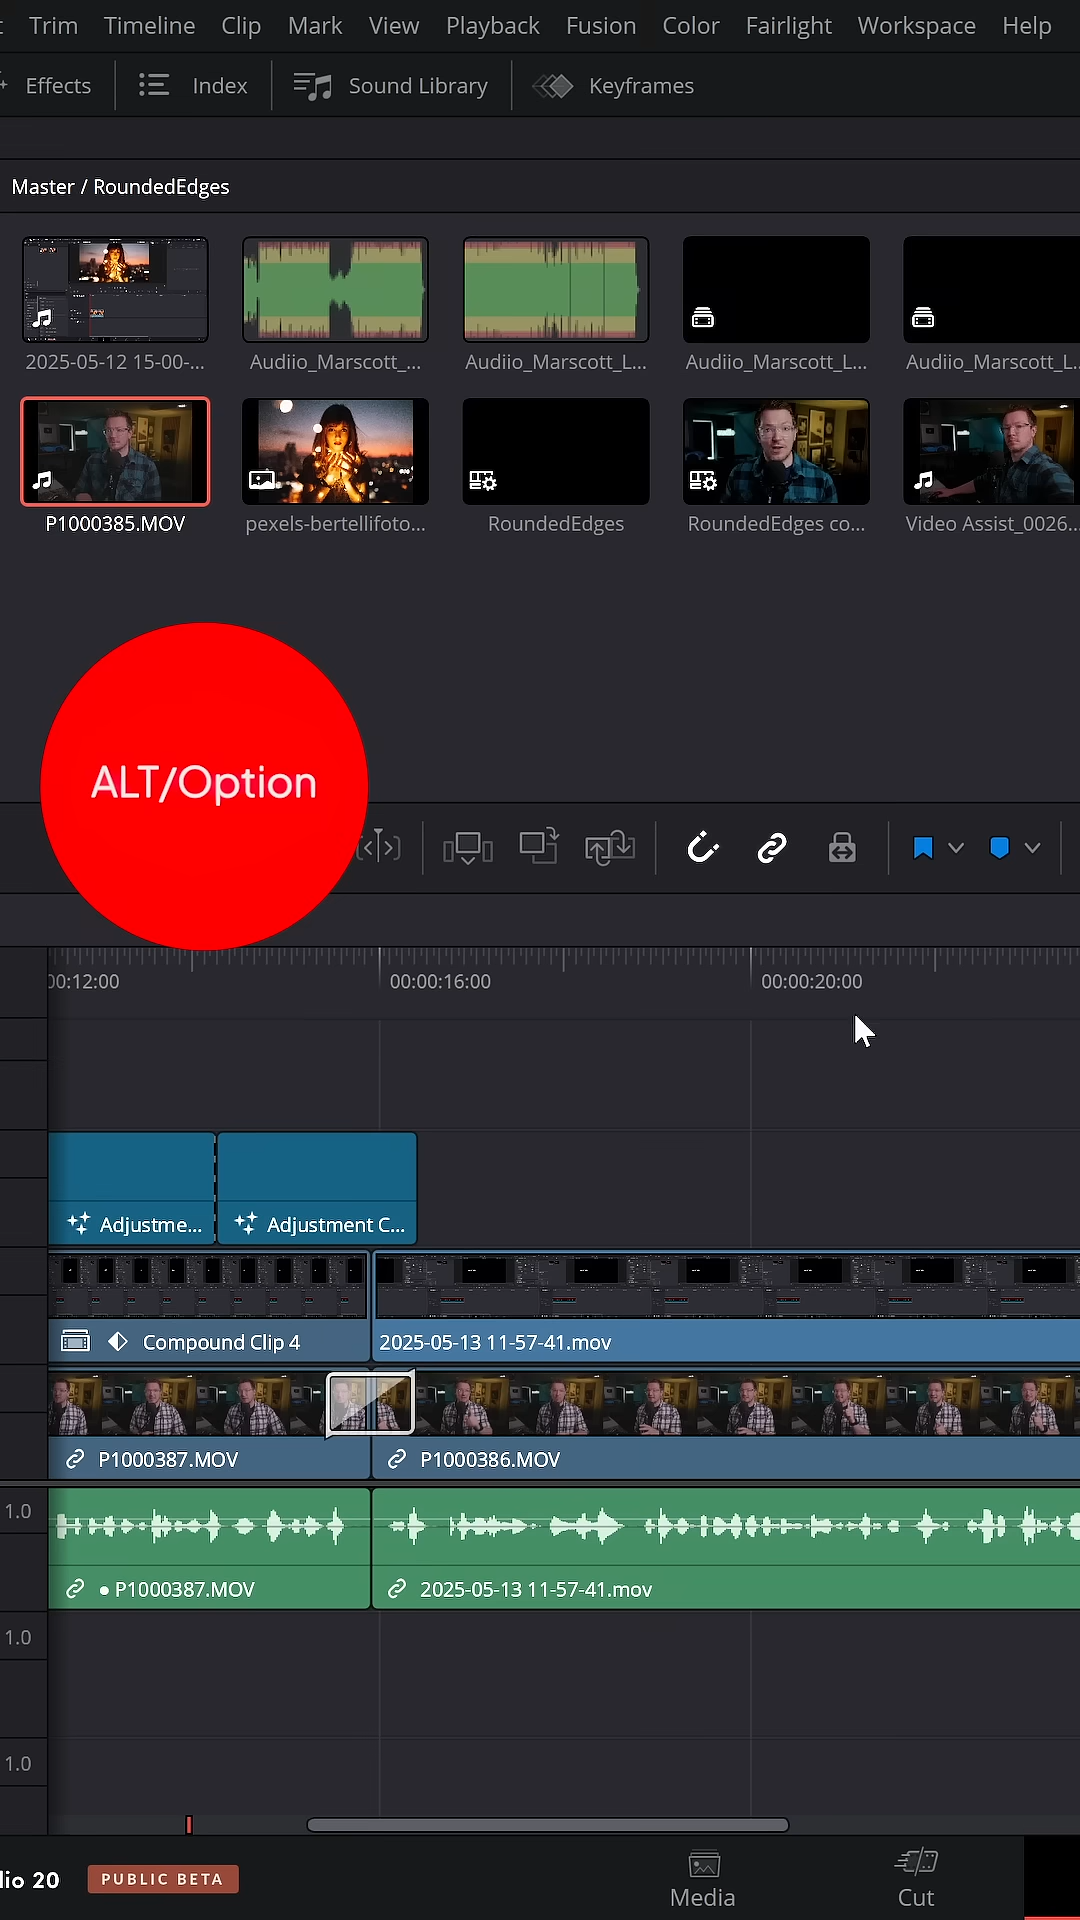 Trim Timeline Clip Mark View Playback Fusion Color Fairlight Workspace Help
Effects Index Sound Library Keyframes
Master / RoundedEdges
2025-05-12 15-00-... Audiio_Marscott_... Audiio_Marscott_L... Audiio_Marscott_L... Audiio_Marscott_L...
P1000385.MOV pexels-bertellifoto... RoundedEdges RoundedEdges co... Video Assist_0026...
ALT/Option
00:12:00 00:00:16:00 00:00:20:00
Adjustme... Adjustment C...
Compound Clip 4 2025-05-13 11-57-41.mov
P1000387.MOV P1000386.MOV
1.0
P1000387.MOV 2025-05-13 11-57-41.mov
1.0
1.0
dio 20 PUBLIC BETA
Media Cut